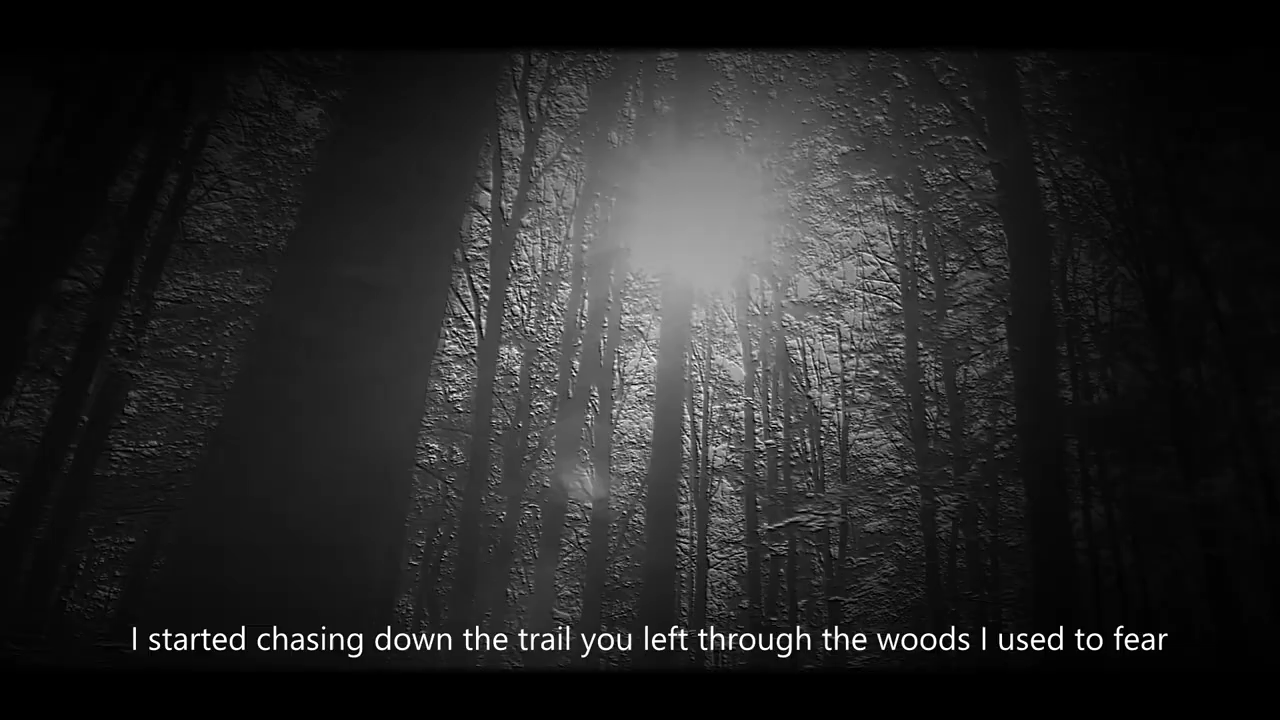 I started chasing down the trail you left through the woods I used to fear